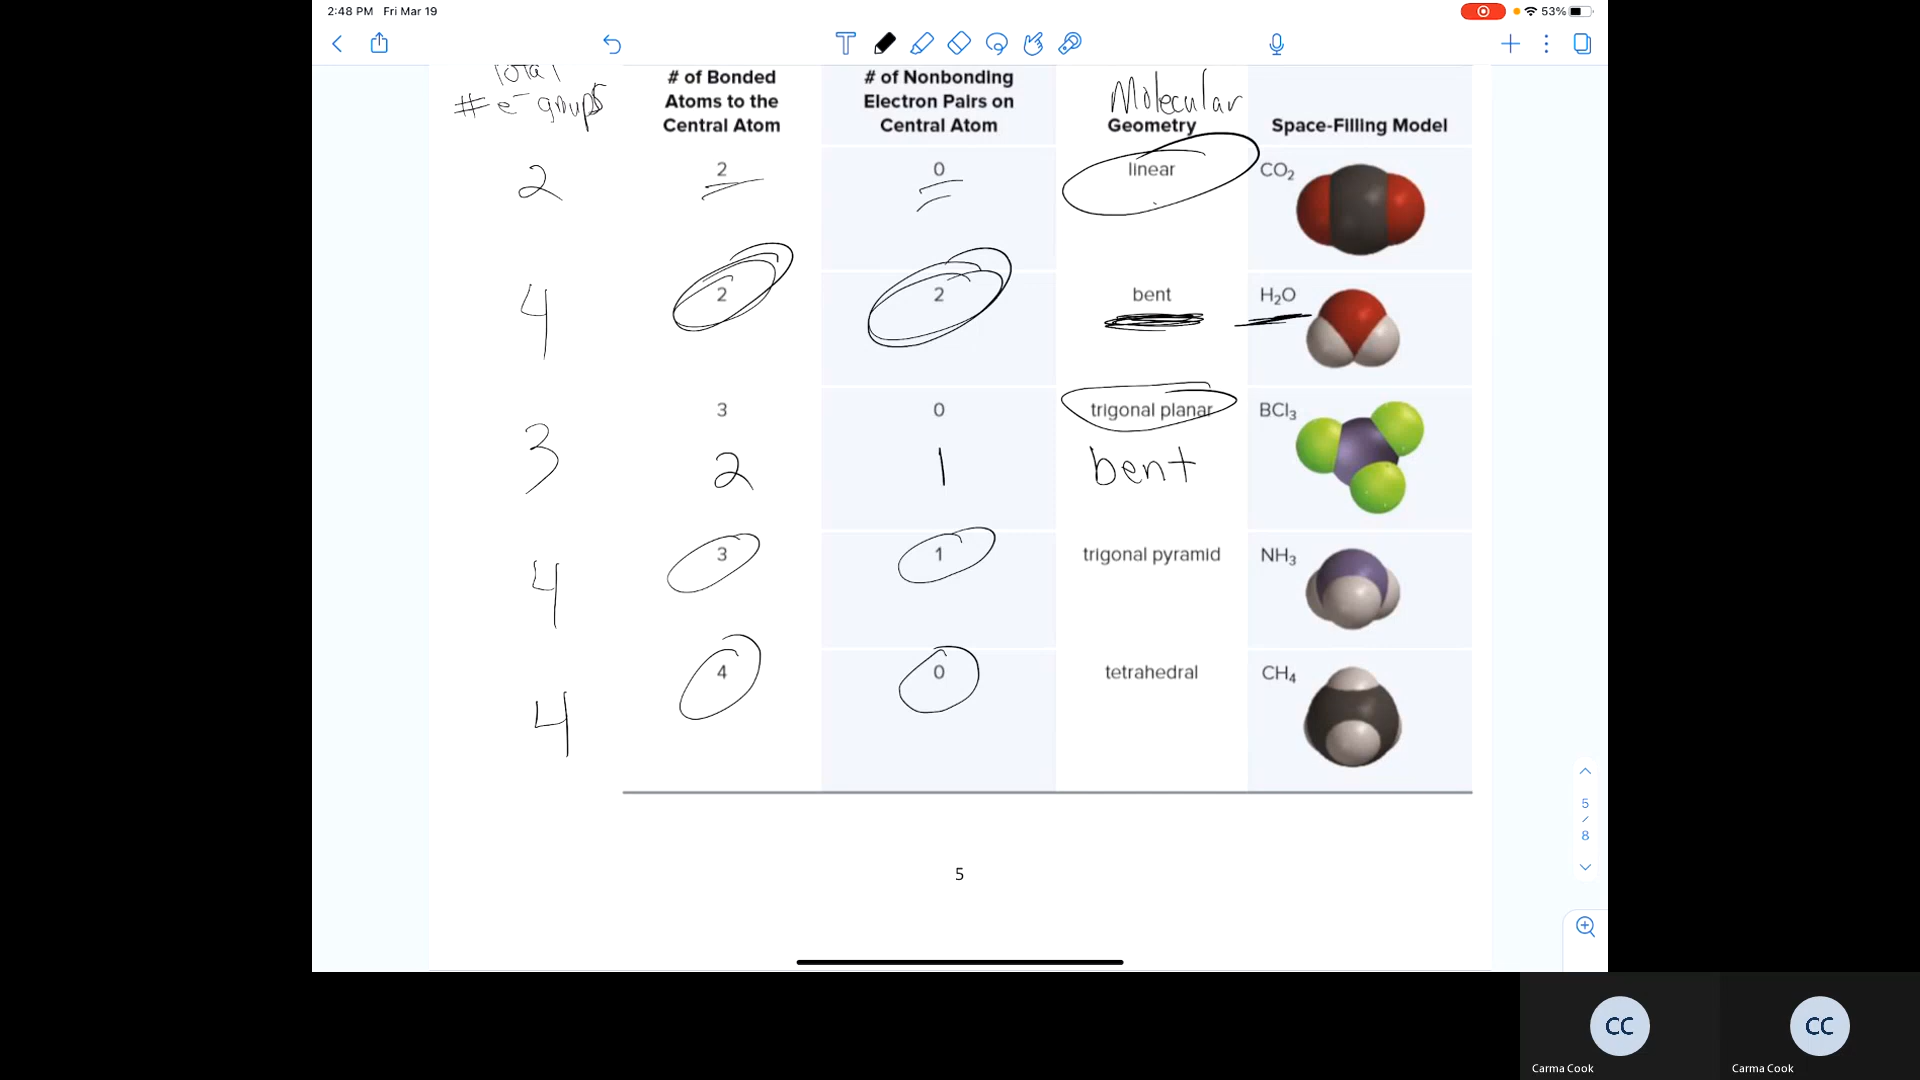 2:48 PM Fri Mar 19
53%
Total
# e⁻ groups
# of Bonded
Atoms to the
Central Atom
# of Nonbonding
Electron Pairs on
Central Atom
Molecular
Geometry
Space-Filling Model
2 2 0 linear CO₂
4 2 2 bent H₂O
3 0 trigonal planar BCl₃
3 2 1 bent
4 3 1 trigonal pyramid NH₃
4 4 0 tetrahedral CH₄
5
/
8
5
CC CC
Carma Cook Carma Cook